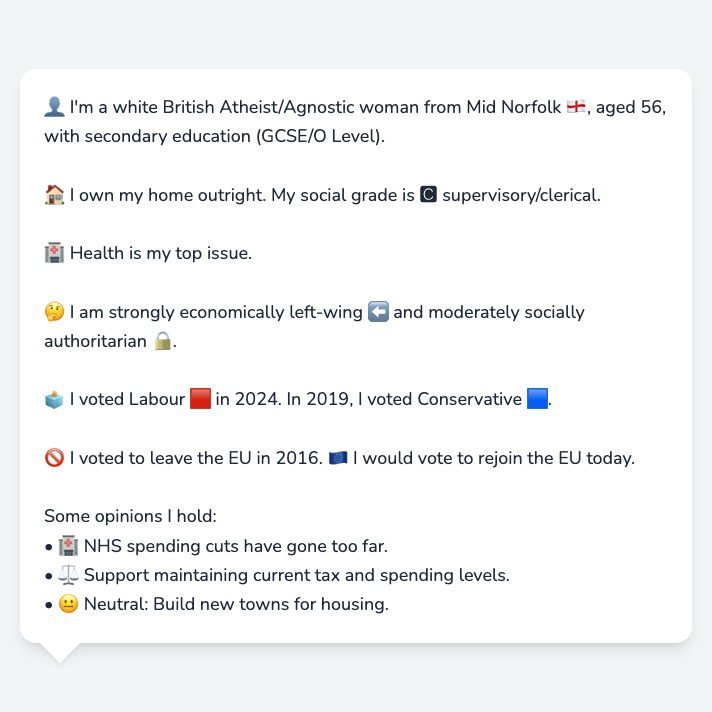 👤 I'm a white British Atheist/Agnostic woman from Mid Norfolk 🏴󠁧󠁢󠁥󠁮󠁧󠁿, aged 56,
with secondary education (GCSE/O Level).
🏠 I own my home outright. My social grade is C supervisory/clerical.
🏥 Health is my top issue.
🤔 I am strongly economically left-wing ⬅️ and moderately socially
authoritarian 🔒.
🗳️ I voted Labour 🟥 in 2024. In 2019, I voted Conservative 🟦.
🚫 I voted to leave the EU in 2016. 🇪🇺 I would vote to rejoin the EU today.
Some opinions I hold:
• 🏥 NHS spending cuts have gone too far.
• ⚖️ Support maintaining current tax and spending levels.
• 😐 Neutral: Build new towns for housing.